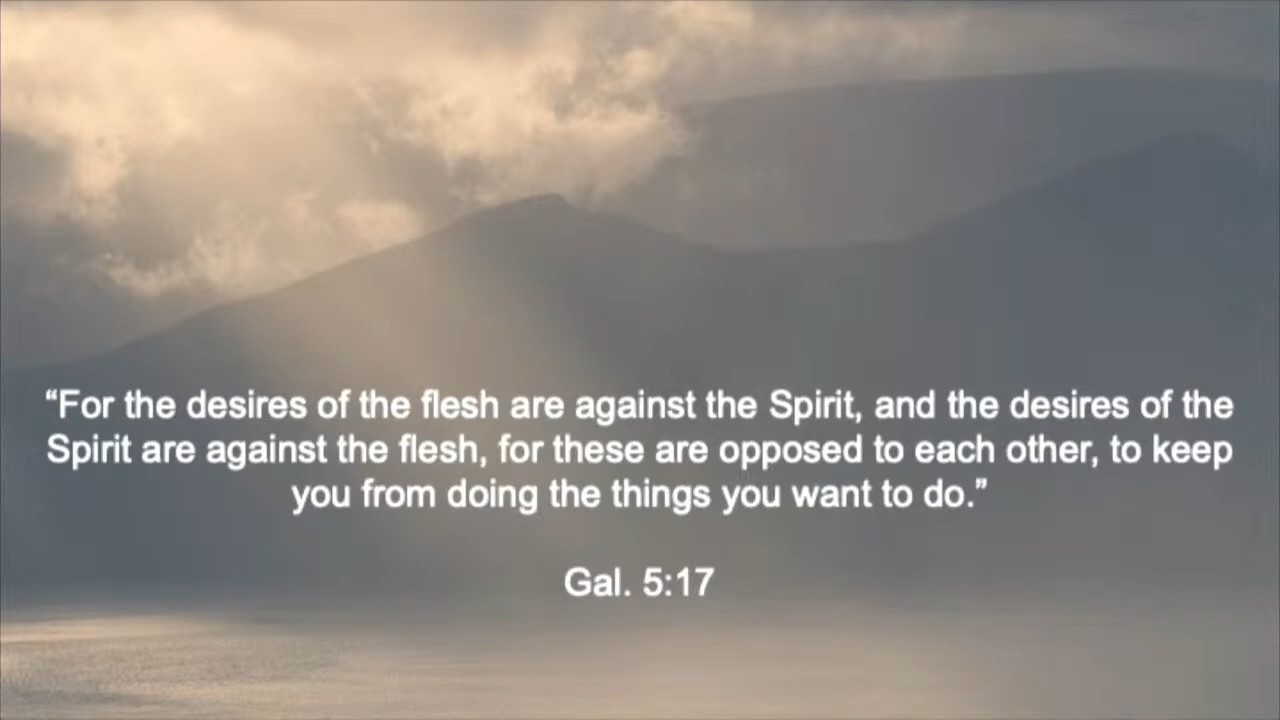 “For the desires of the flesh are against the Spirit, and the desires of the
Spirit are against the flesh, for these are opposed to each other, to keep
you from doing the things you want to do.”
Gal. 5:17